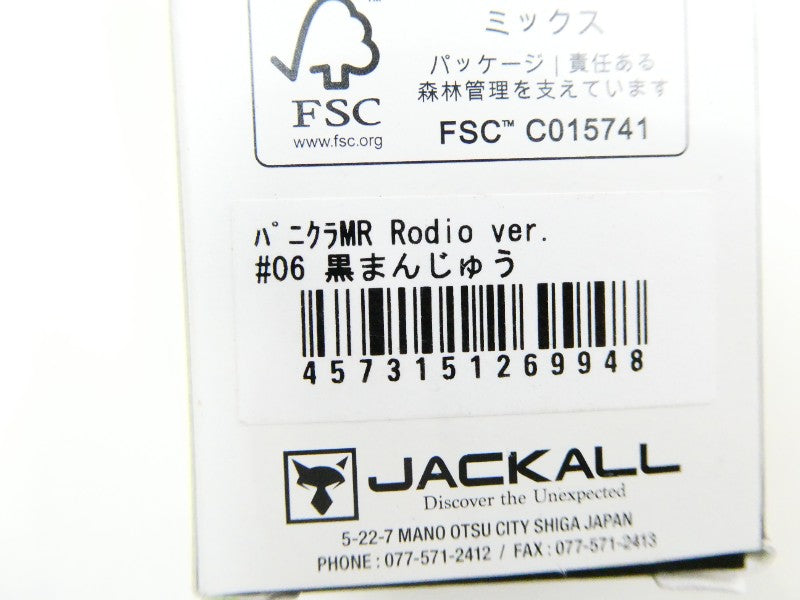 ™
ミックス
FSC
www.fsc.org
パッケージ | 責任ある
森林管理を支えています
FSC™ C015741
ﾊﾟﾆｸﾗMR Rodio ver.
#06 黒まんじゅう
4573151269948
JACKALL
Discover the Unexpected
5-22-7 MANO OTSU CITY SHIGA JAPAN
PHONE : 077-571-2412 / FAX : 077-571-2413